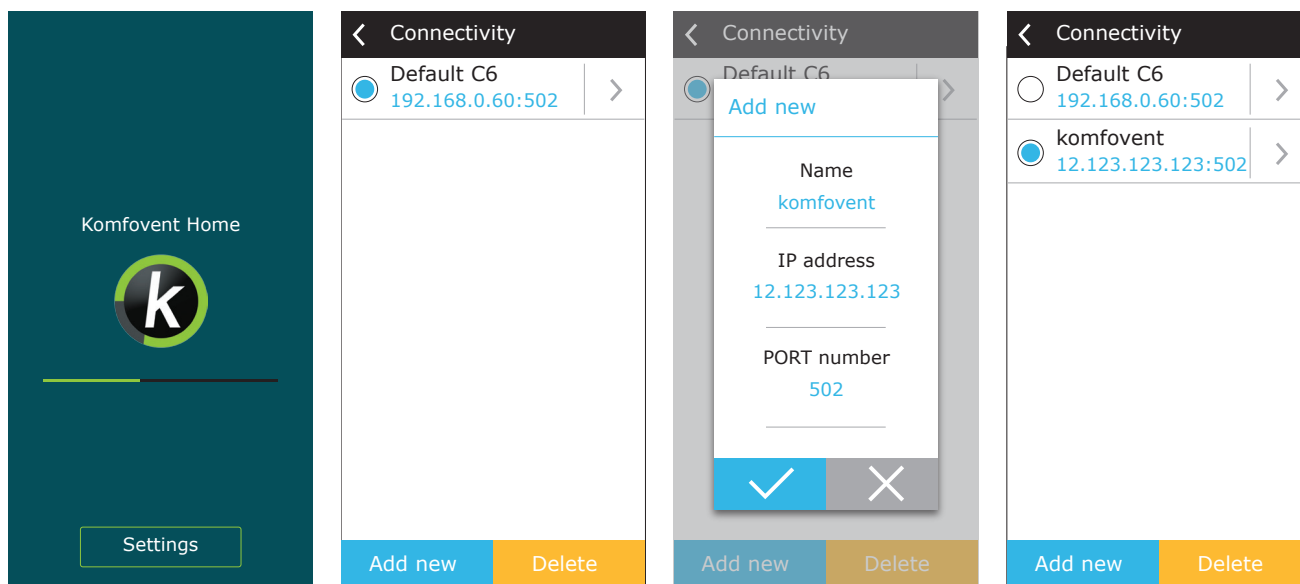 Komfovent Home
k
Settings
Connectivity
Default C6
192.168.0.60:502
Add new
Delete
Connectivity
Default C6
Add new
Name
komfovent
IP address
12.123.123.123
PORT number
502
Add new
Delete
Connectivity
Default C6
192.168.0.60:502
komfovent
12.123.123.123:502
Add new
Delete